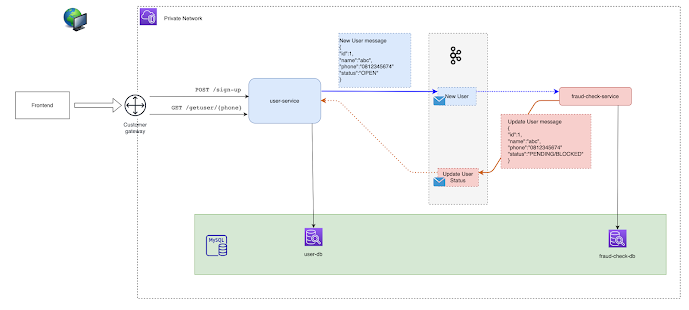 Private Network
New User message
{
"id":1,
"name":"abc",
"phone":"0812345674"
"status":"OPEN"
}
POST /sign-up
GET /getuser/{phone}
Frontend
Customer
gateway
user-service
New User
fraud-check-service
Update User message
{
"id":1,
"name":"abc",
"phone":"0812345674"
"status":"PENDING/BLOCKED"
}
Update User
Status
MySQL
user-db
fraud-check-db